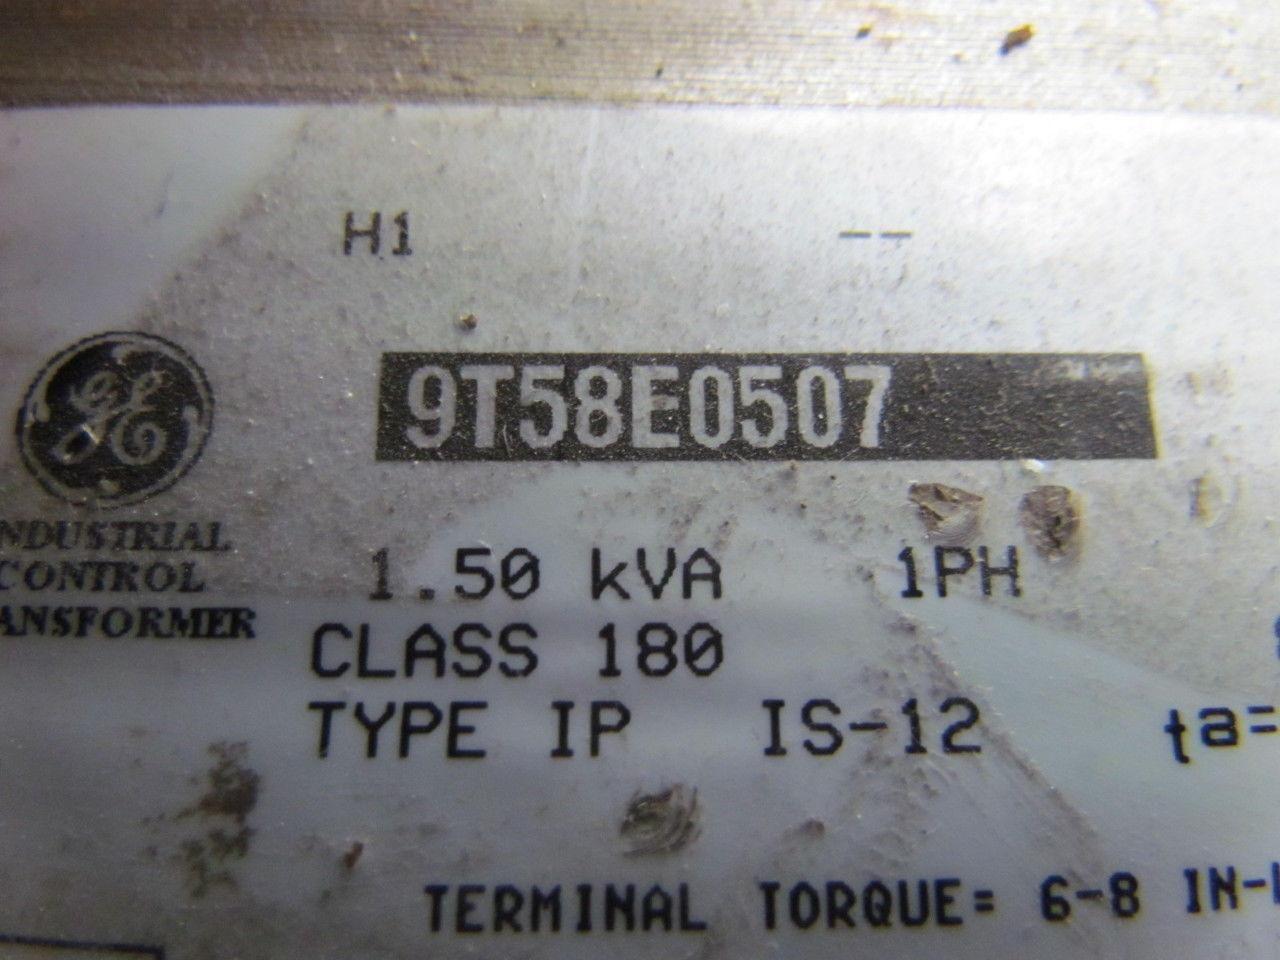 H1 --
9T58E0507
GE
NDUSTRIAL
CONTROL
ANSFORMER
1.50 kVA 1PH
CLASS 180
TYPE IP IS-12 ta=
TERMINAL TORQUE= 6-8 IN-L